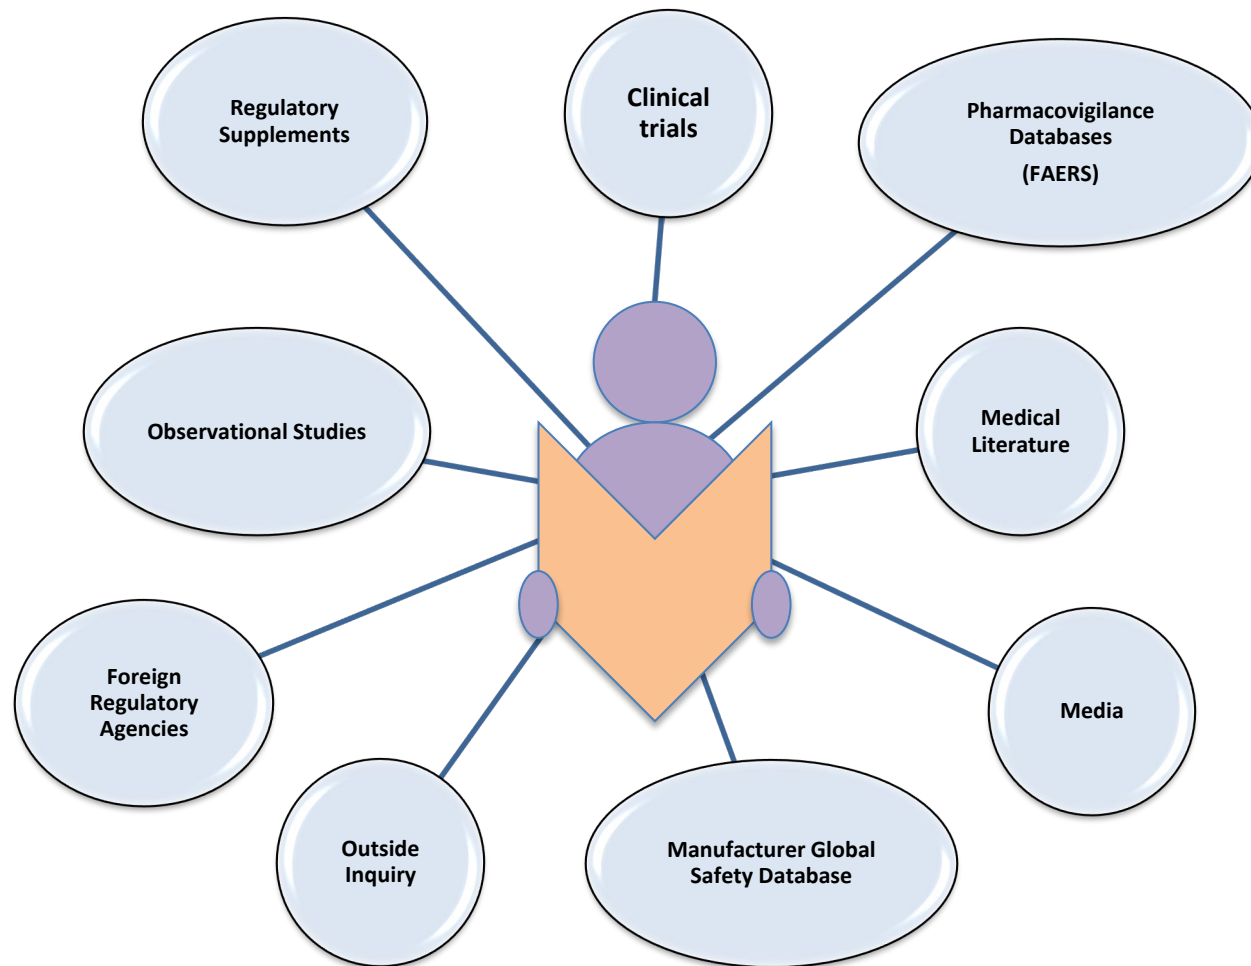 Regulatory
Supplements
Clinical
trials
Pharmacovigilance
Databases
(FAERS)
Observational Studies
Medical
Literature
Foreign
Regulatory
Agencies
Media
Outside
Inquiry
Manufacturer Global
Safety Database